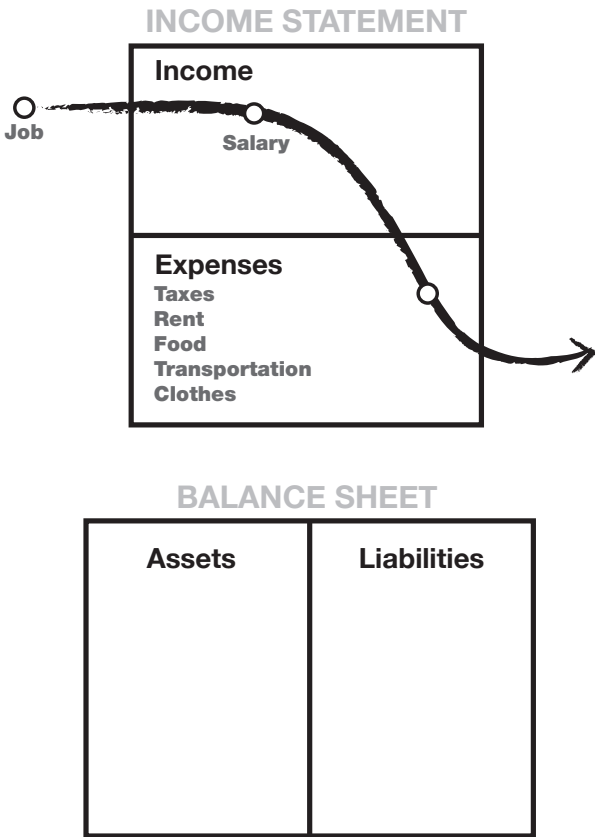 INCOME STATEMENT
Income
Job
Salary
Expenses
Taxes
Rent
Food
Transportation
Clothes
BALANCE SHEET
Assets
Liabilities